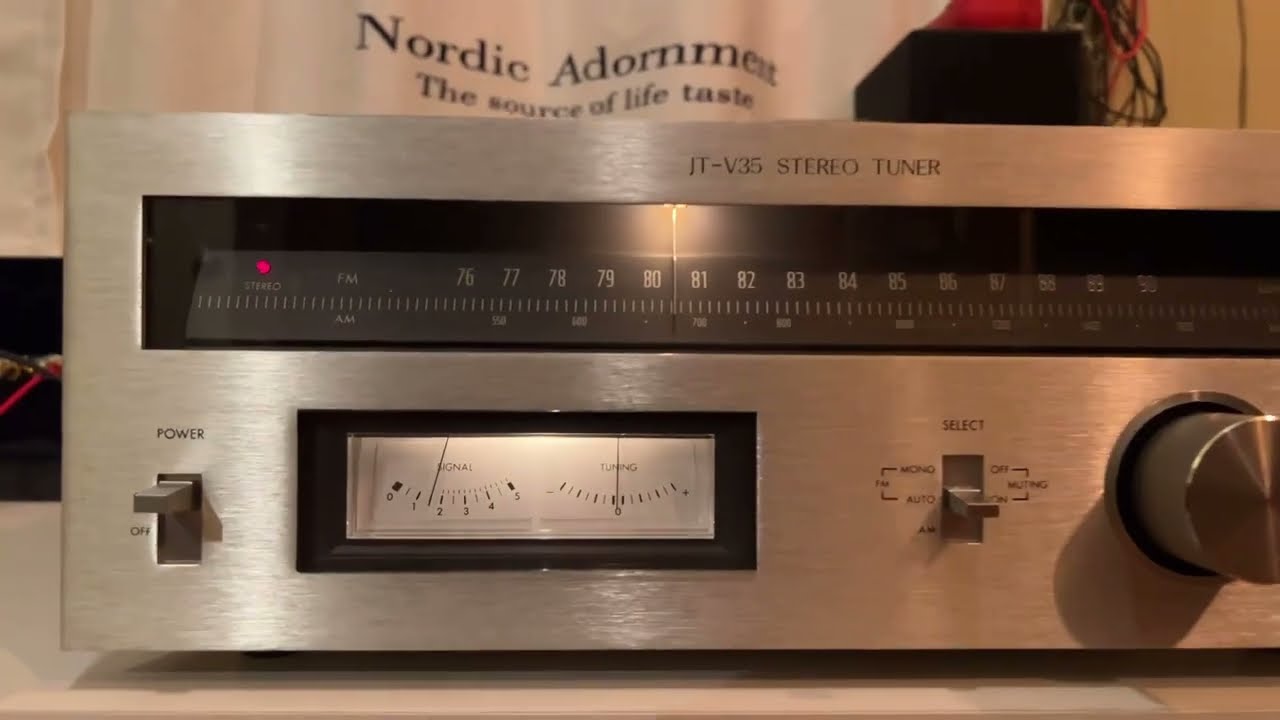 Nordic Adornment
The source of life taste
JT-V35 STEREO TUNER
STEREO
FM 76 77 78 79 80 81 82 83 84 85 86 87 88 89 90
AM 550 600 700 800 1000 1200 1400
POWER
OFF
SIGNAL
0 1 2 3 4 5
TUNING
- 0 +
SELECT
MONO OFF
FM MUTING
AUTO ON
AM